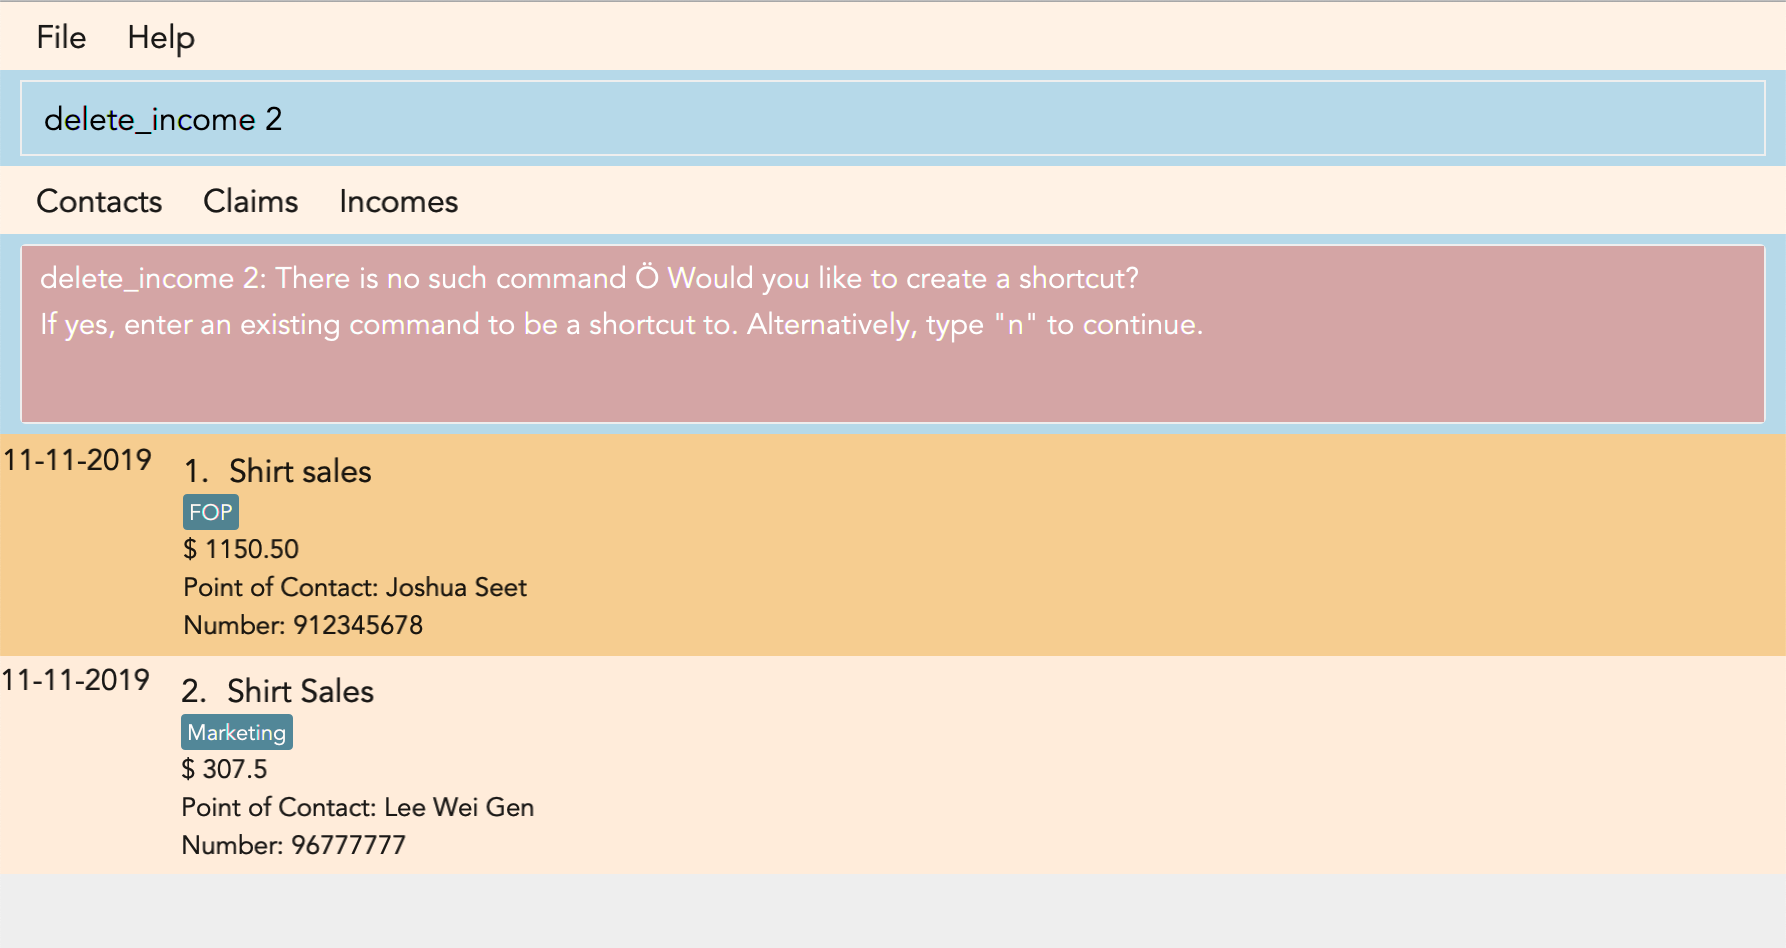 File Help
delete_income 2
Contacts Claims Incomes
delete_income 2: There is no such command Ö Would you like to create a shortcut?
If yes, enter an existing command to be a shortcut to. Alternatively, type "n" to continue.
11-11-2019
1. Shirt sales
FOP
$ 1150.50
Point of Contact: Joshua Seet
Number: 912345678
11-11-2019
2. Shirt Sales
Marketing
$ 307.5
Point of Contact: Lee Wei Gen
Number: 96777777